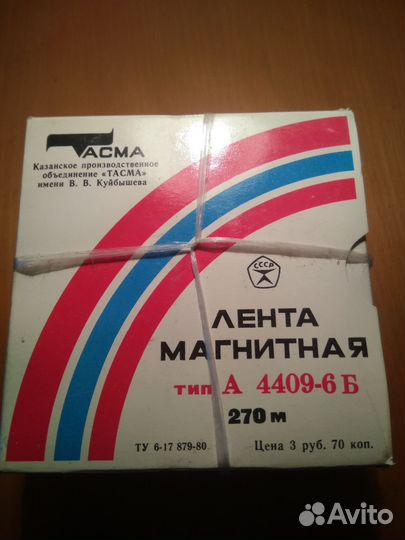 ТАСМА
Казанское производственное
объединение «ТАСМА»
имени В. В. Куйбышева
СССР
ЛЕНТА
МАГНИТНАЯ
тип А 4409-6 Б
270 м
ТУ 6-17 879-80
Цена 3 руб. 70 коп.
Avito